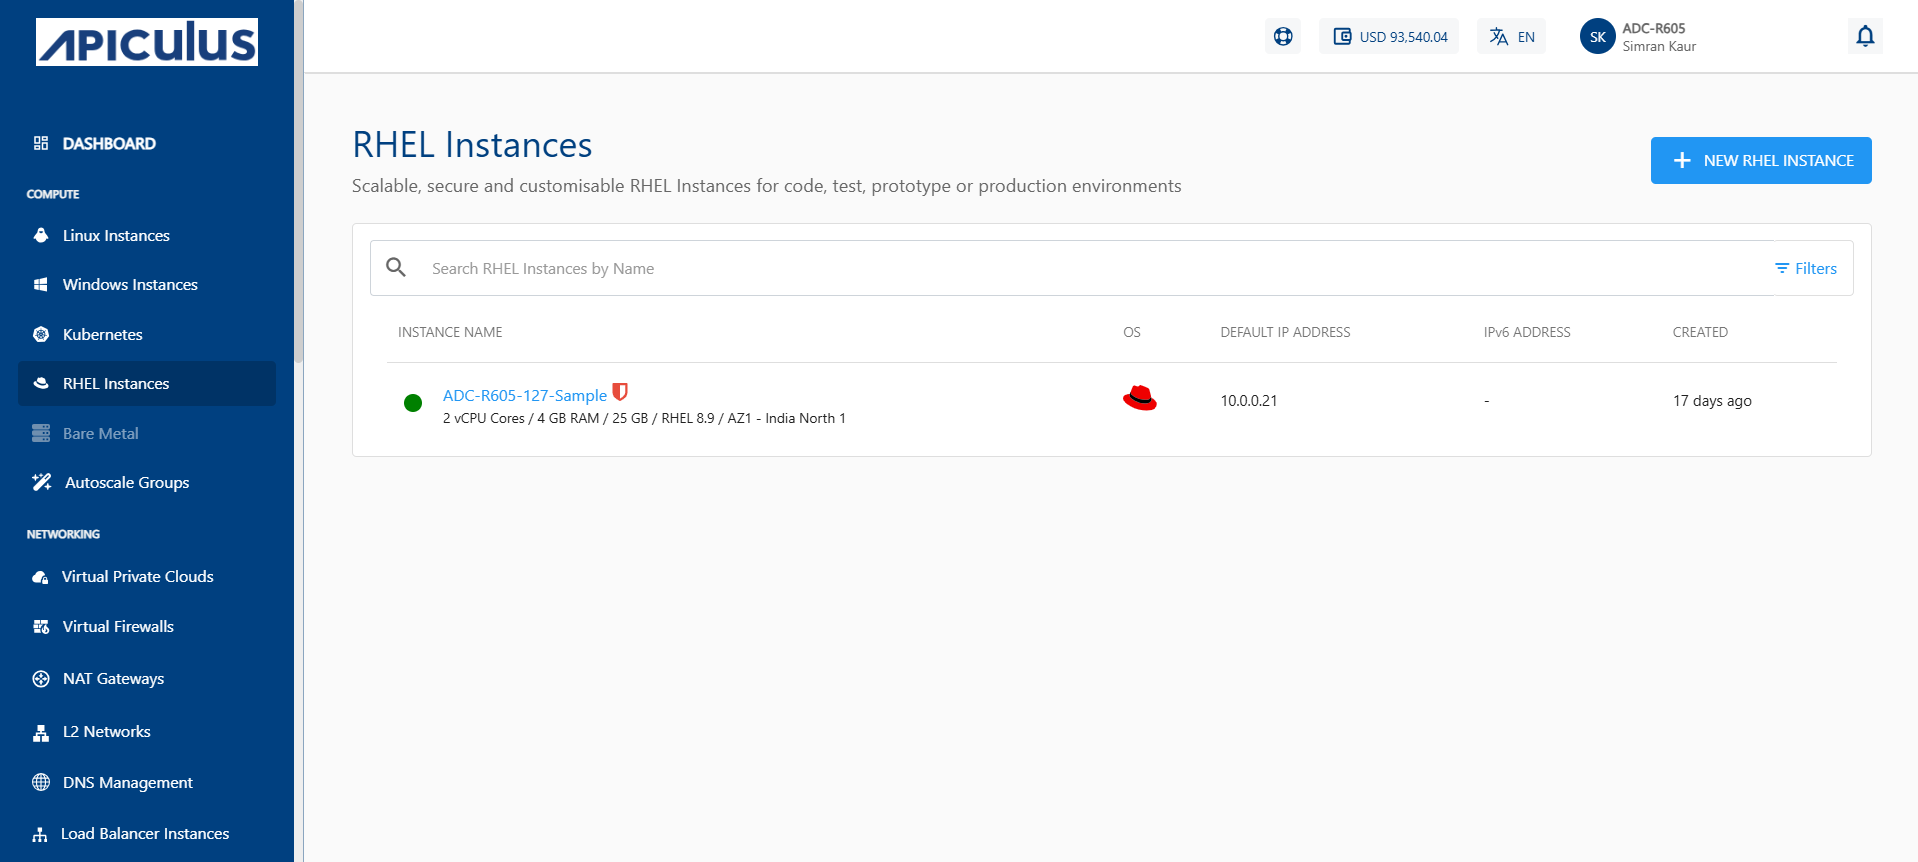 APICULUS
DASHBOARD
COMPUTE
Linux Instances
Windows Instances
Kubernetes
RHEL Instances
Bare Metal
Autoscale Groups
NETWORKING
Virtual Private Clouds
Virtual Firewalls
NAT Gateways
L2 Networks
DNS Management
Load Balancer Instances
USD 93,540.04
EN
SK
ADC-R605
Simran Kaur
RHEL Instances
Scalable, secure and customisable RHEL Instances for code, test, prototype or production environments
NEW RHEL INSTANCE
Search RHEL Instances by Name
Filters
INSTANCE NAME OS DEFAULT IP ADDRESS IPv6 ADDRESS CREATED
ADC-R605-127-Sample
2 vCPU Cores / 4 GB RAM / 25 GB / RHEL 8.9 / AZ1 - India North 1
10.0.0.21 - 17 days ago